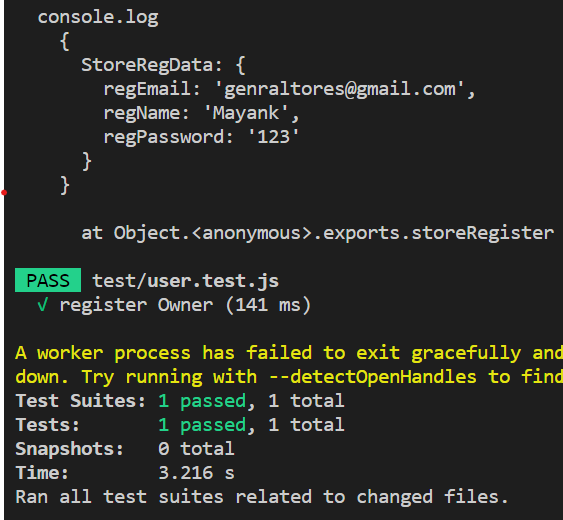 console.log
{
StoreRegData: {
regEmail: 'genraltores@gmail.com',
regName: 'Mayank',
regPassword: '123'
}
}
at Object.<anonymous>.exports.storeRegister
PASS test/user.test.js
√ register Owner (141 ms)
A worker process has failed to exit gracefully and
down. Try running with --detectOpenHandles to find
Test Suites: 1 passed, 1 total
Tests: 1 passed, 1 total
Snapshots: 0 total
Time: 3.216 s
Ran all test suites related to changed files.